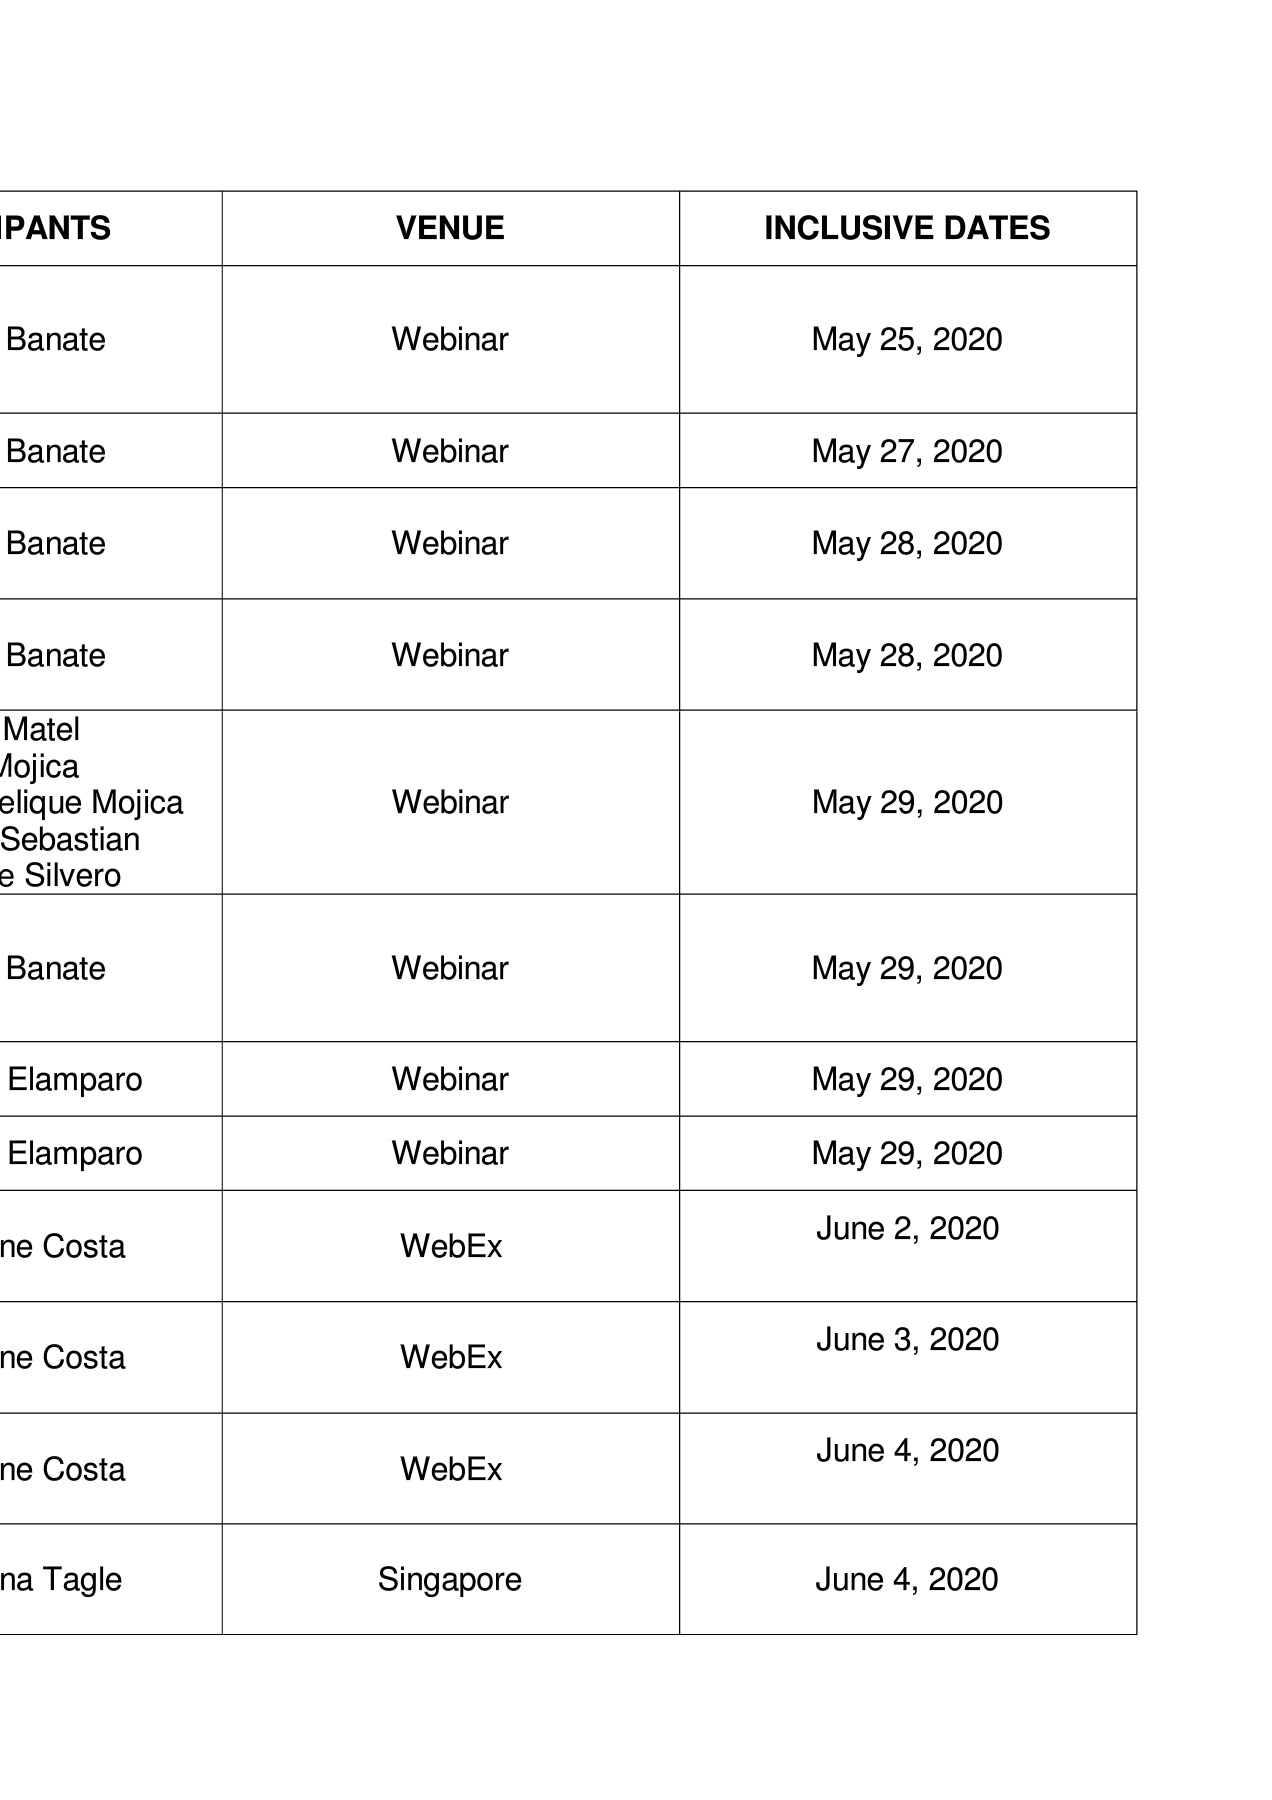 IPANTS VENUE INCLUSIVE DATES
Banate Webinar May 25, 2020
Banate Webinar May 27, 2020
Banate Webinar May 28, 2020
Banate Webinar May 28, 2020
Matel
Mojica
elique Mojica Webinar May 29, 2020
Sebastian
e Silvero
Banate Webinar May 29, 2020
Elamparo Webinar May 29, 2020
Elamparo Webinar May 29, 2020
ne Costa WebEx June 2, 2020
ne Costa WebEx June 3, 2020
ne Costa WebEx June 4, 2020
na Tagle Singapore June 4, 2020